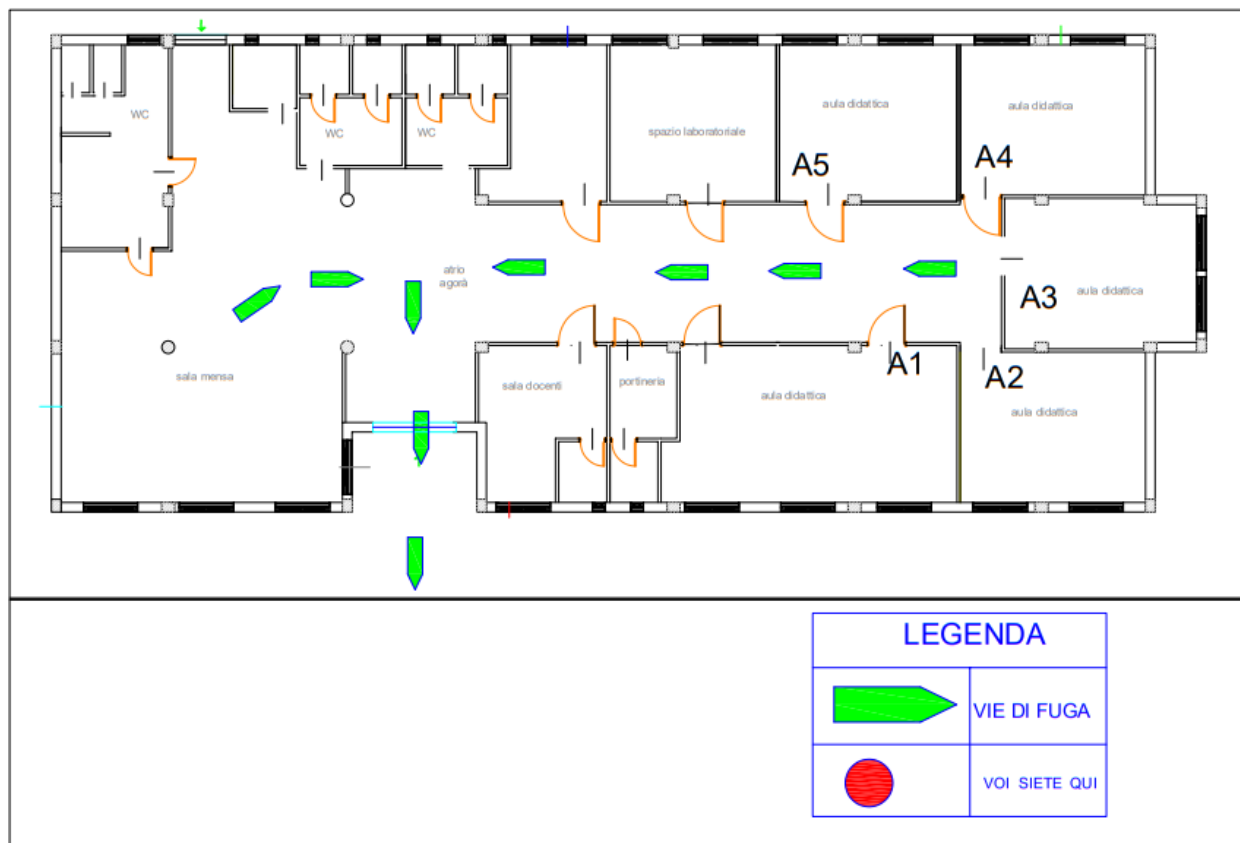 WC
WC
WC
spazio laboratoriale
aula didattica
aula didattica
A5
A4
atrio
agorà
A3
aula didattica
sala mensa
sala docenti
portineria
aula didattica
A1
A2
aula didattica
LEGENDA
VIE DI FUGA
VOI SIETE QUI